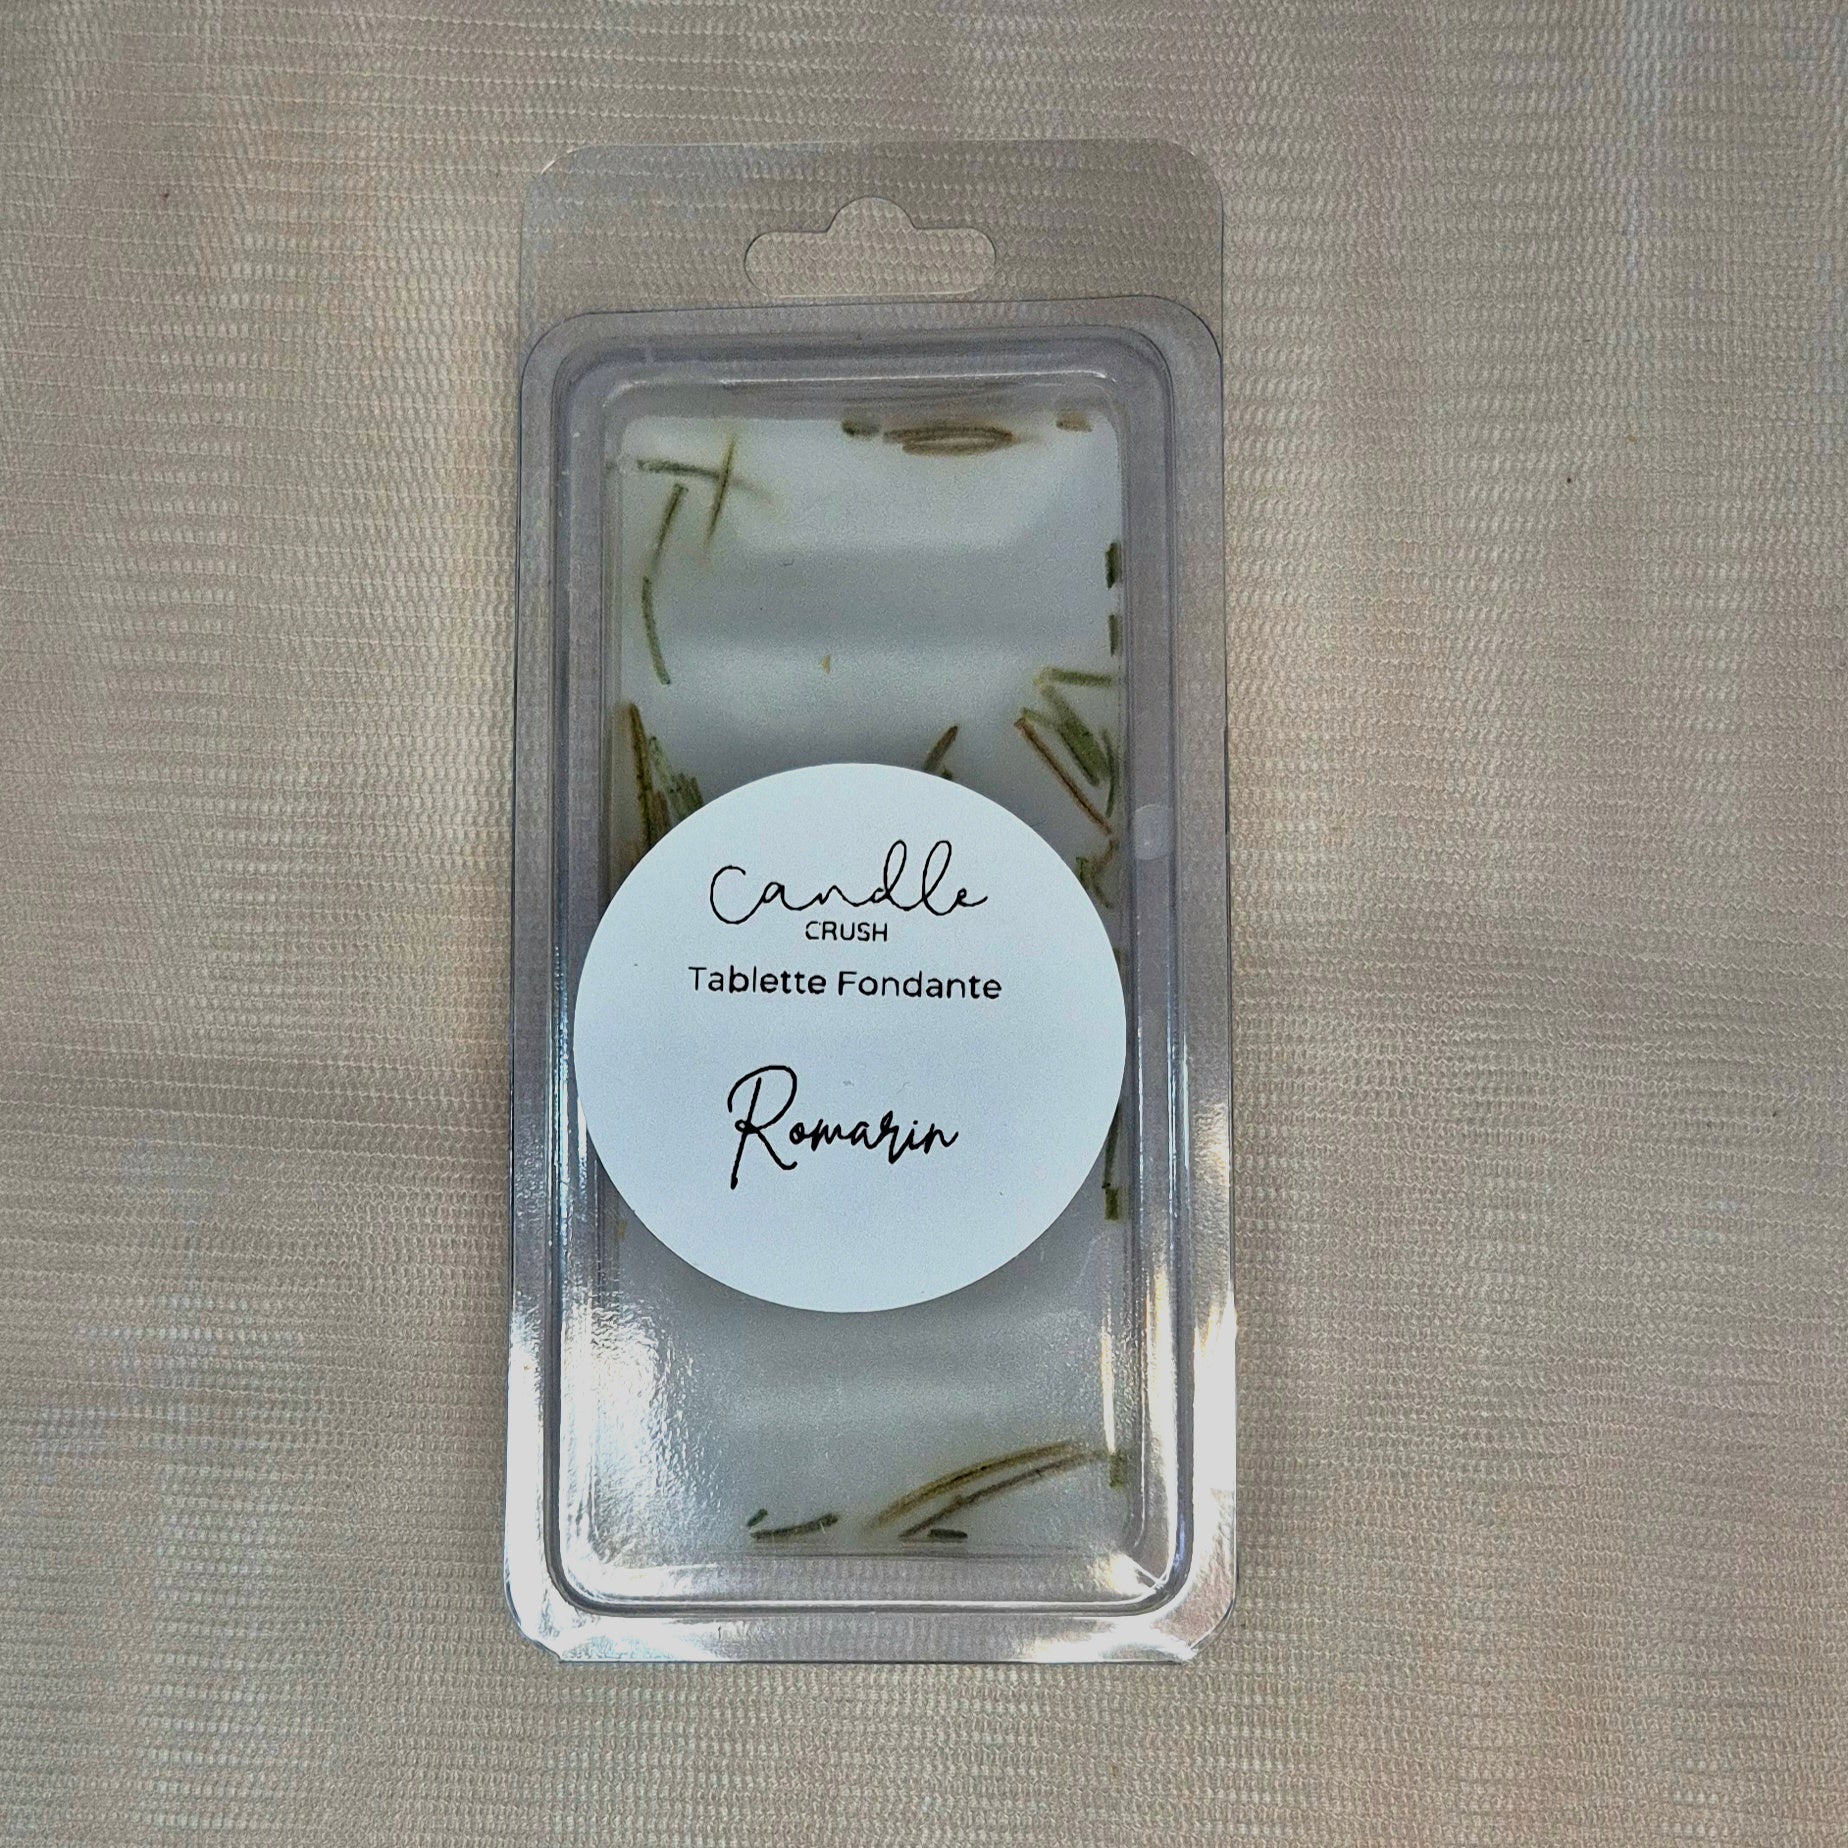 Candle
CRUSH
Tablette Fondante
Romarin